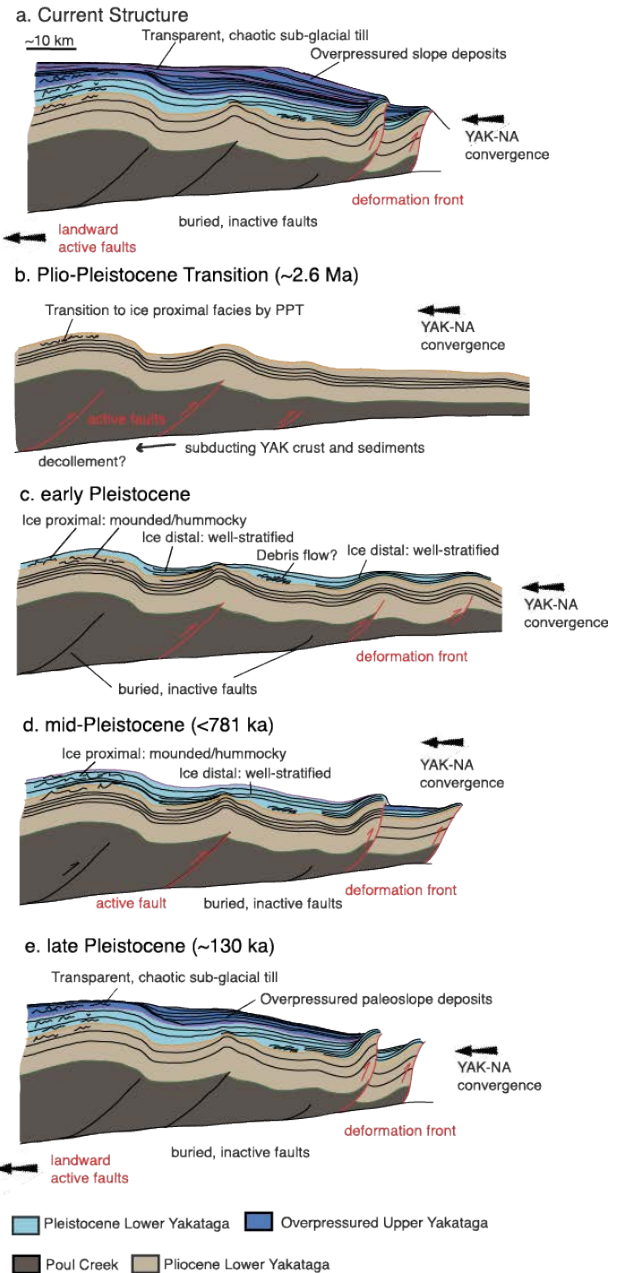 a. Current Structure
~10 km
Transparent, chaotic sub-glacial till
Overpressured slope deposits
YAK-NA
convergence
deformation front
buried, inactive faults
landward
active faults
b. Plio-Pleistocene Transition (~2.6 Ma)
Transition to ice proximal facies by PPT
YAK-NA
convergence
active faults
subducting YAK crust and sediments
decollement?
c. early Pleistocene
Ice proximal: mounded/hummocky
Ice distal: well-stratified
Debris flow?
Ice distal: well-stratified
YAK-NA
convergence
deformation front
buried, inactive faults
d. mid-Pleistocene (<781 ka)
Ice proximal: mounded/hummocky
Ice distal: well-stratified
YAK-NA
convergence
deformation front
active fault
buried, inactive faults
e. late Pleistocene (~130 ka)
Transparent, chaotic sub-glacial till
Overpressured paleoslope deposits
YAK-NA
convergence
deformation front
buried, inactive faults
landward
active faults
Pleistocene Lower Yakataga
Overpressured Upper Yakataga
Poul Creek
Pliocene Lower Yakataga